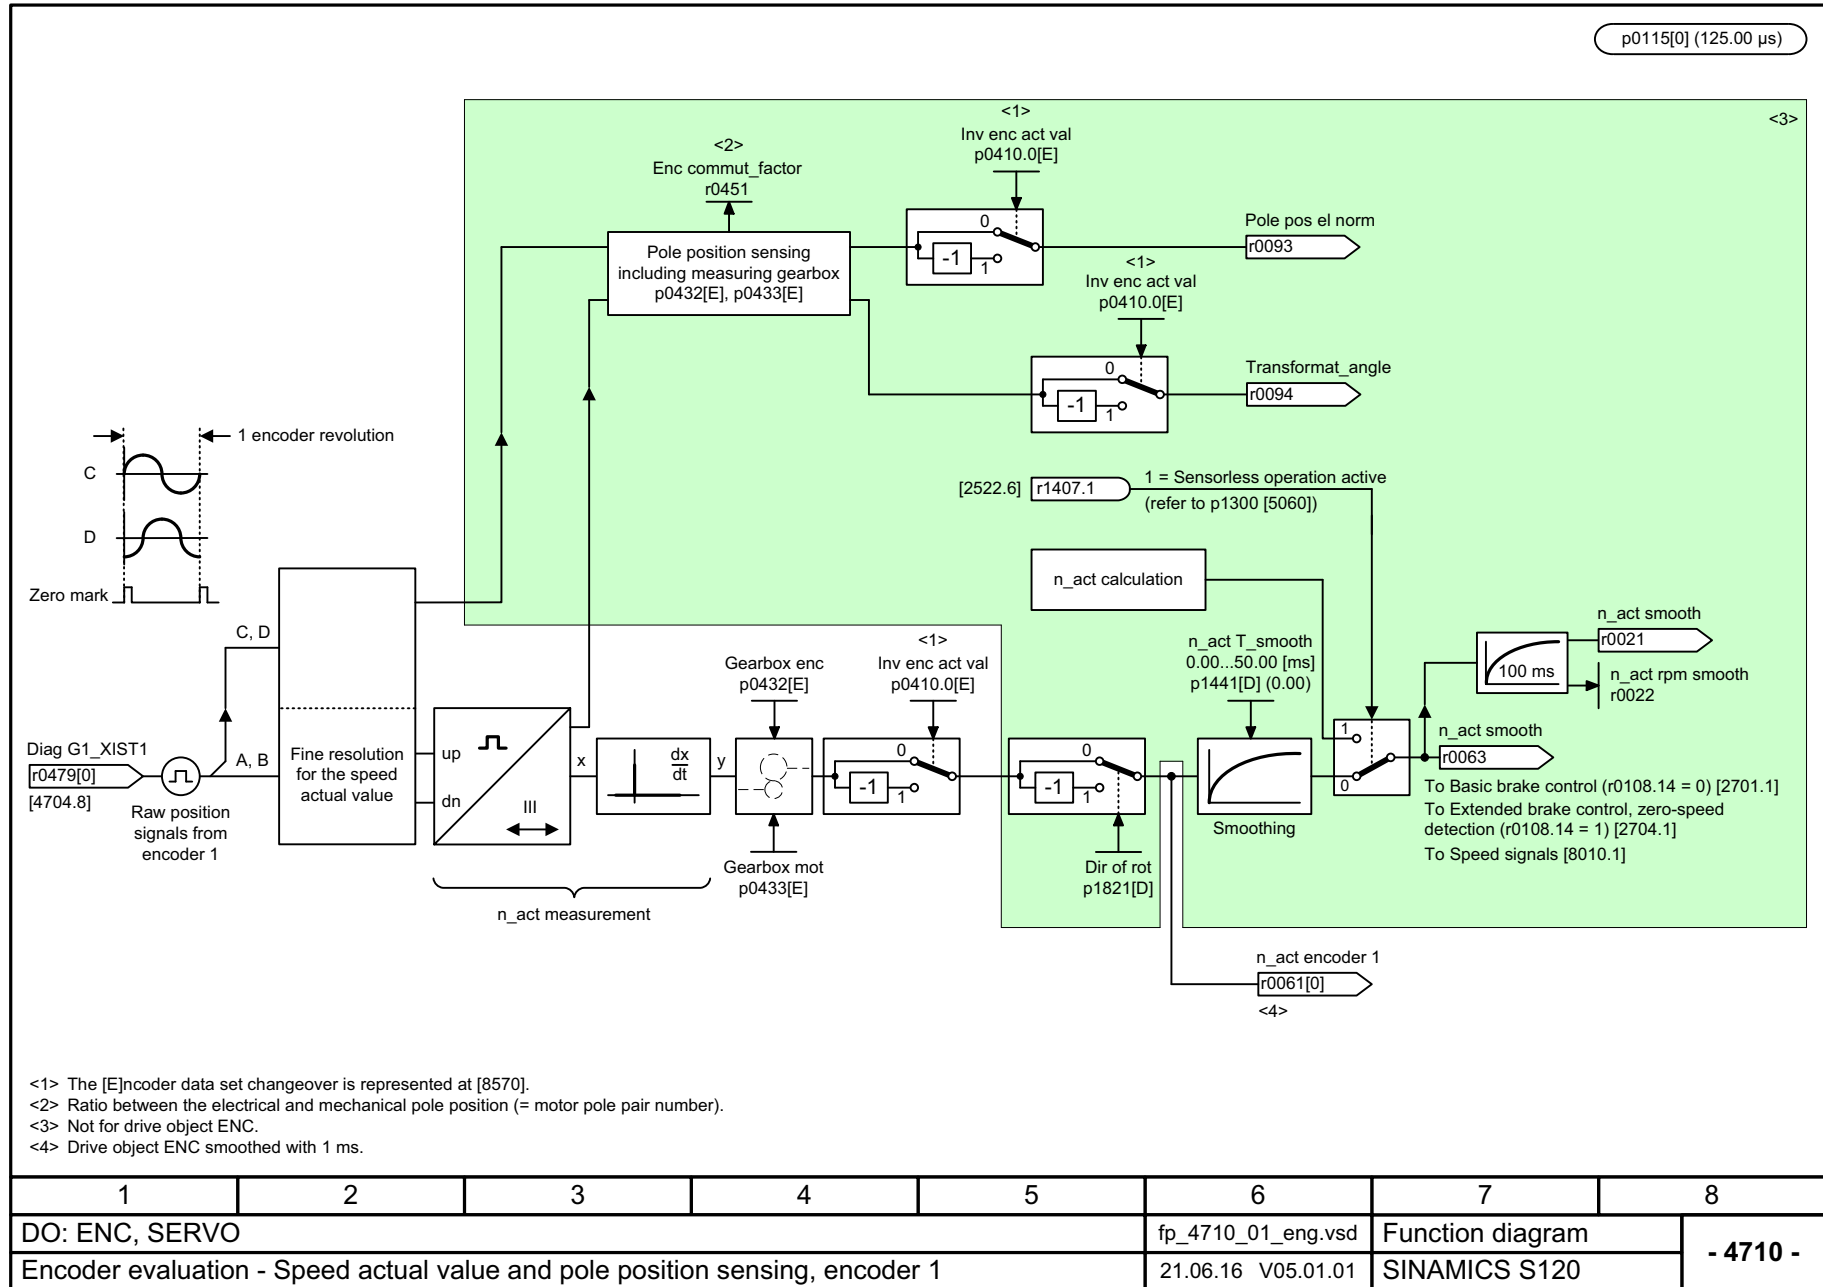 p0115[0] (125.00 µs)
<3>
<1>
Inv enc act val
p0410.0[E]
<2>
Enc commut_factor
r0451
Pole position sensing
including measuring gearbox
p0432[E], p0433[E]
0
-1
1
Pole pos el norm
r0093
<1>
Inv enc act val
p0410.0[E]
0
-1
1
Transformat_angle
r0094
1 encoder revolution
C
D
Zero mark
[2522.6]
r1407.1
1 = Sensorless operation active
(refer to p1300 [5060])
n_act calculation
C, D
A, B
Diag G1_XIST1
r0479[0]
[4704.8]
Raw position
signals from
encoder 1
Fine resolution
for the speed
actual value
up
dn
III
x
dx
dt
y
n_act measurement
Gearbox enc
p0432[E]
Gearbox mot
p0433[E]
<1>
Inv enc act val
p0410.0[E]
0
-1
1
0
-1
1
Dir of rot
p1821[D]
n_act T_smooth
0.00...50.00 [ms]
p1441[D] (0.00)
Smoothing
1
0
100 ms
n_act smooth
r0021
n_act rpm smooth
r0022
n_act smooth
r0063
To Basic brake control (r0108.14 = 0) [2701.1]
To Extended brake control, zero-speed
detection (r0108.14 = 1) [2704.1]
To Speed signals [8010.1]
n_act encoder 1
r0061[0]
<4>
<1> The [E]ncoder data set changeover is represented at [8570].
<2> Ratio between the electrical and mechanical pole position (= motor pole pair number).
<3> Not for drive object ENC.
<4> Drive object ENC smoothed with 1 ms.
1 2 3 4 5 6 7 8
DO: ENC, SERVO
fp_4710_01_eng.vsd
Function diagram
- 4710 -
Encoder evaluation - Speed actual value and pole position sensing, encoder 1
21.06.16 V05.01.01
SINAMICS S120